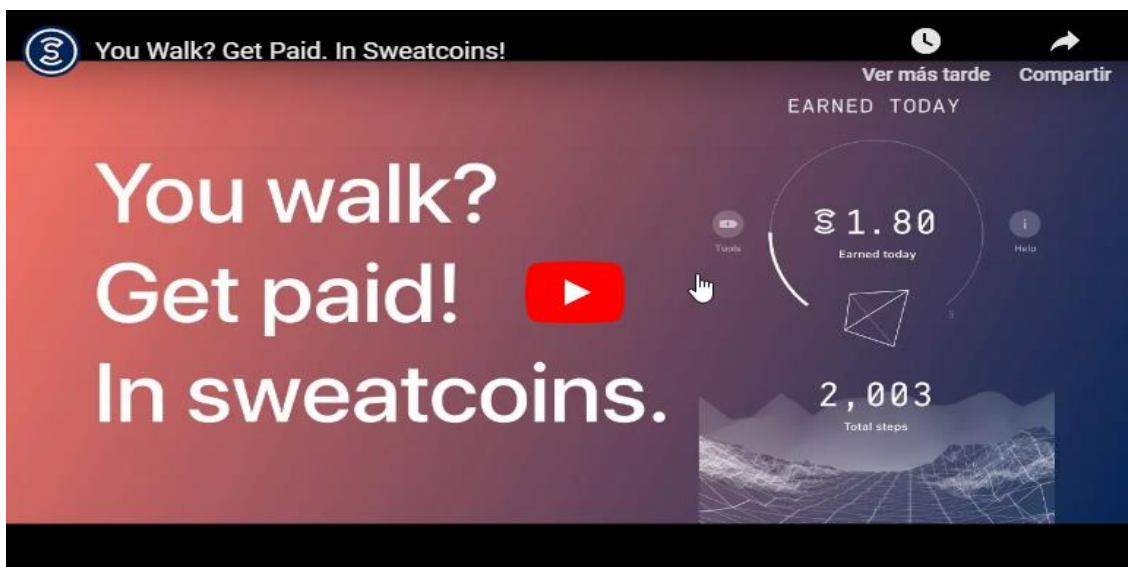 You Walk? Get Paid. In Sweatcoins!
Ver más tarde
Compartir
EARNED TODAY
You walk?
Get paid!
In sweatcoins.
1.80
Earned today
Tools
i
Help
5
2,003
Total steps